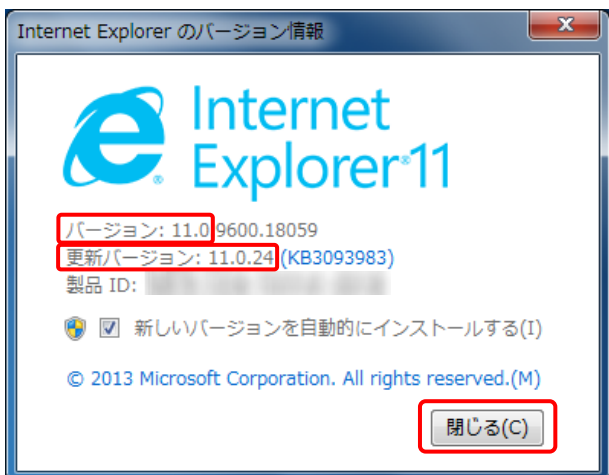 Internet Explorer のバージョン情報
Internet
Explorer®11
バージョン: 11.0.9600.18059
更新バージョン: 11.0.24 (KB3093983)
製品 ID:
新しいバージョンを自動的にインストールする(I)
© 2013 Microsoft Corporation. All rights reserved.(M)
閉じる(C)